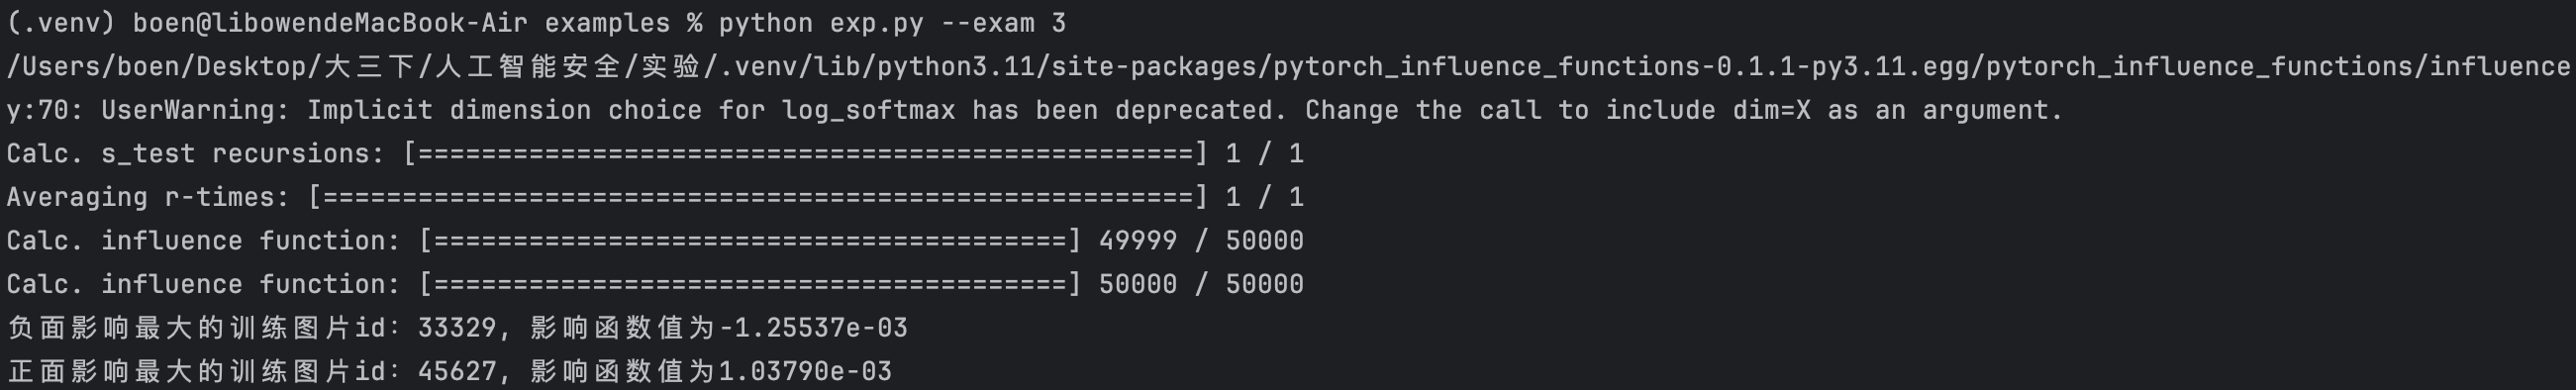 (.venv) boen@libowendeMacBook-Air examples % python exp.py --exam 3
/Users/boen/Desktop/大三下/人工智能安全/实验/.venv/lib/python3.11/site-packages/pytorch_influence_functions-0.1.1-py3.11.egg/pytorch_influence_functions/influence
y:70: UserWarning: Implicit dimension choice for log_softmax has been deprecated. Change the call to include dim=X as an argument.
Calc. s_test recursions: [=================================================] 1 / 1
Averaging r-times: [=======================================================] 1 / 1
Calc. influence function: [========================================] 49999 / 50000
Calc. influence function: [========================================] 50000 / 50000
负面影响最大的训练图片id: 33329, 影响函数值为-1.25537e-03
正面影响最大的训练图片id: 45627, 影响函数值为1.03790e-03